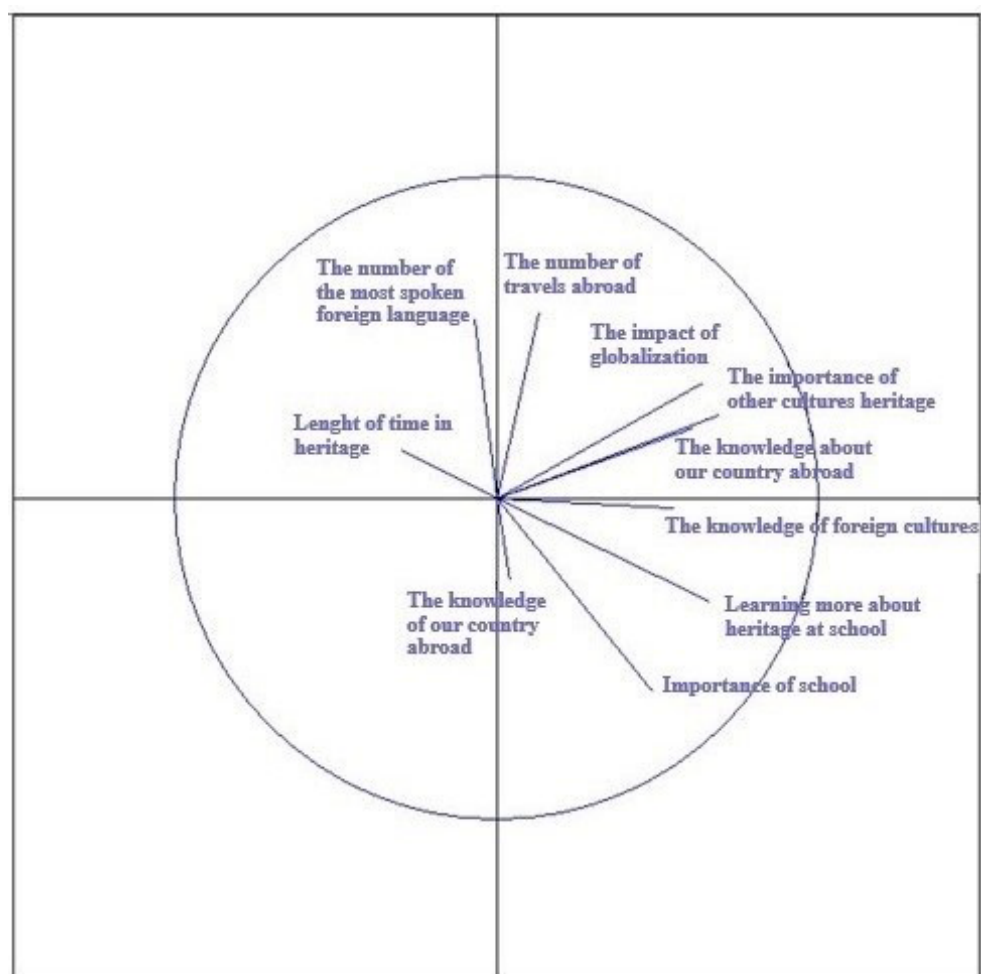 The number of
the most spoken
foreign language
The number of
travels abroad
The impact of
globalization
The importance of
other cultures heritage
Lenght of time in
heritage
The knowledge about
our country abroad
The knowledge of foreign cultures
The knowledge
of our country
abroad
Learning more about
heritage at school
Importance of school